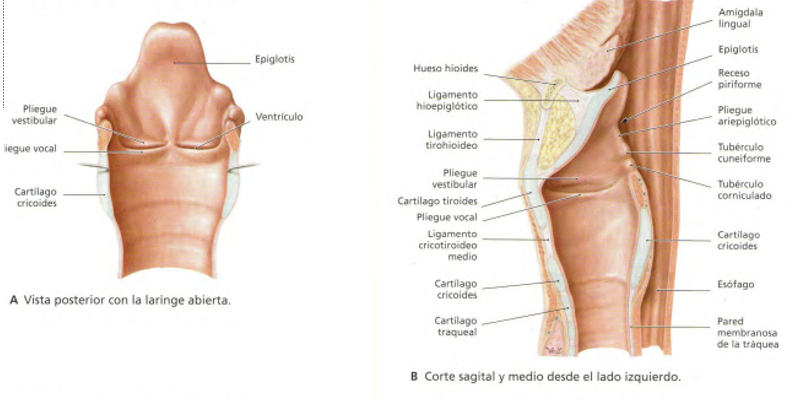 Epiglotis
Pliegue
vestibular
Ventrículo
iegue vocal
Cartílago
cricoides
A Vista posterior con la laringe abierta.
Hueso hioides
Ligamento
hioepiglótico
Ligamento
tirohioideo
Pliegue
vestibular
Cartílago tiroides
Pliegue vocal
Ligamento
cricotiroideo
medio
Cartílago
cricoides
Cartílago
traqueal
Amígdala
lingual
Epiglotis
Receso
piriforme
Pliegue
ariepiglótico
Tubérculo
cuneiforme
Tubérculo
corniculado
Cartílago
cricoides
Esófago
Pared
membranosa
de la tráquea
B Corte sagital y medio desde el lado izquierdo.